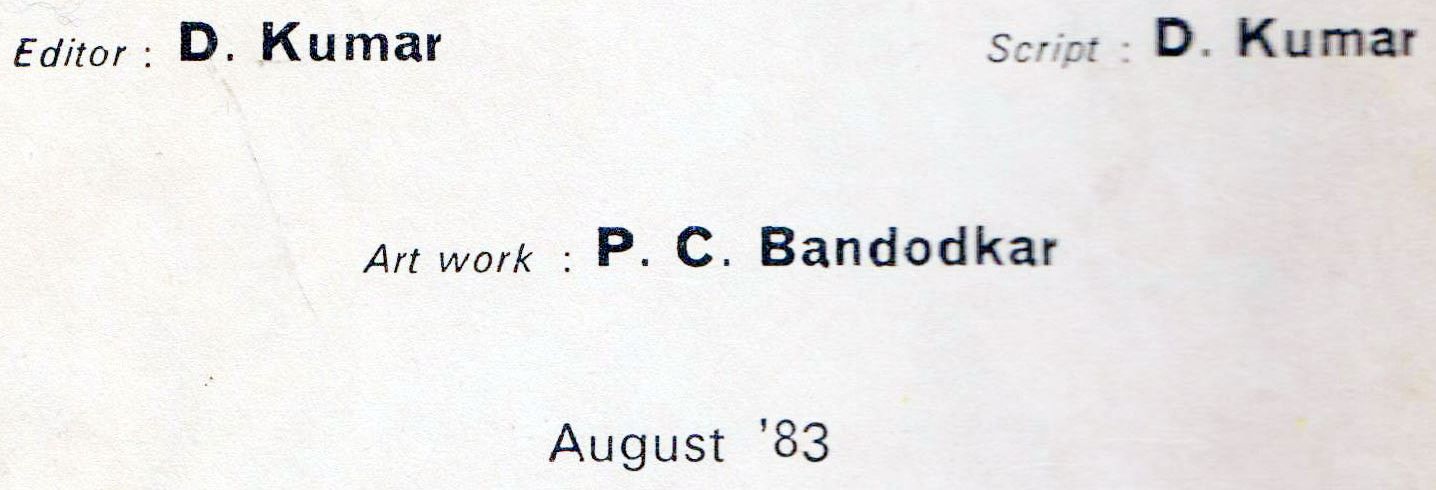 Editor : D. Kumar Script : D. Kumar
Art work : P. C. Bandodkar
August '83